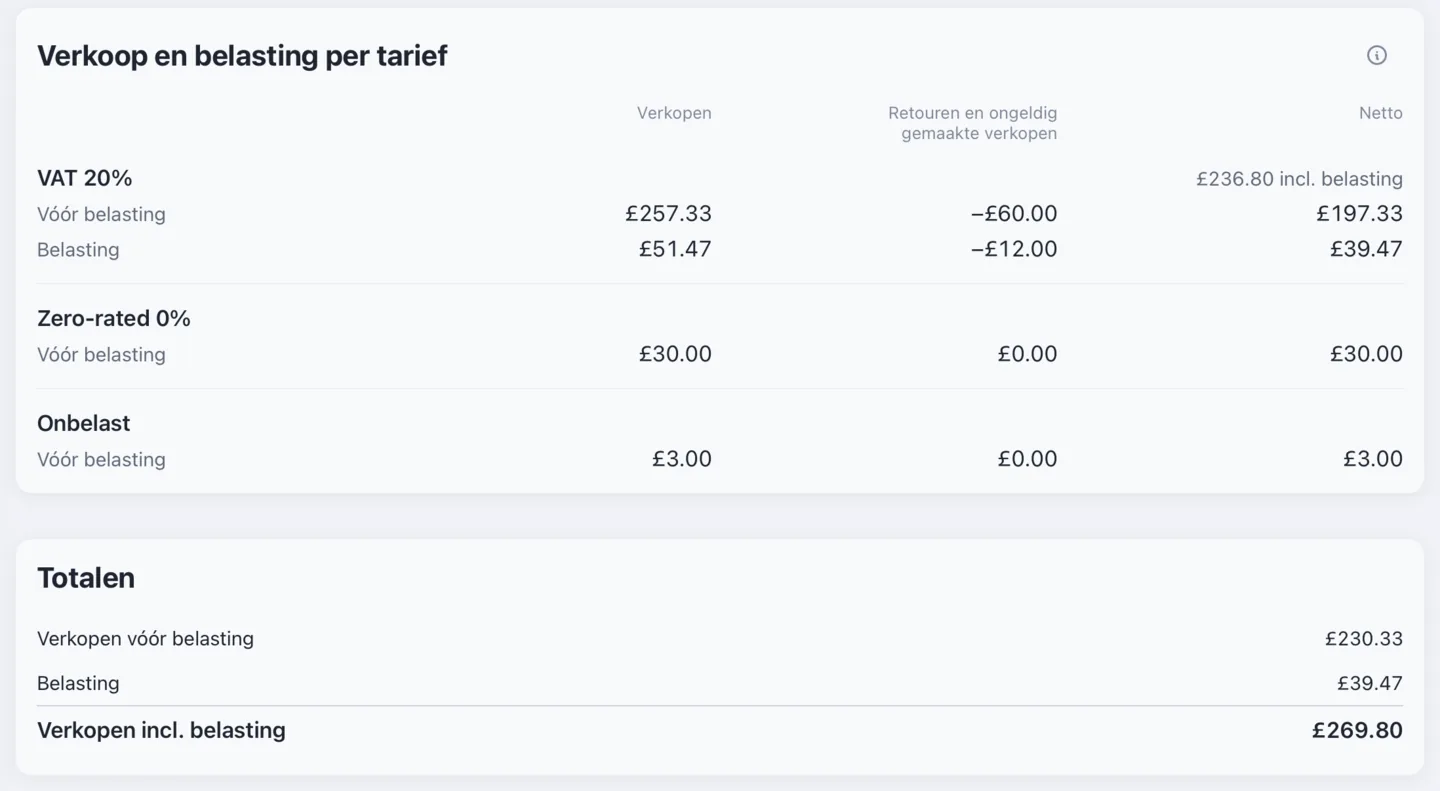 Verkoop en belasting per tarief
Verkopen Retouren en ongeldig Netto
gemaakte verkopen
VAT 20% £236.80 incl. belasting
Vóór belasting £257.33 –£60.00 £197.33
Belasting £51.47 –£12.00 £39.47
Zero-rated 0%
Vóór belasting £30.00 £0.00 £30.00
Onbelast
Vóór belasting £3.00 £0.00 £3.00
Totalen
Verkopen vóór belasting £230.33
Belasting £39.47
Verkopen incl. belasting £269.80